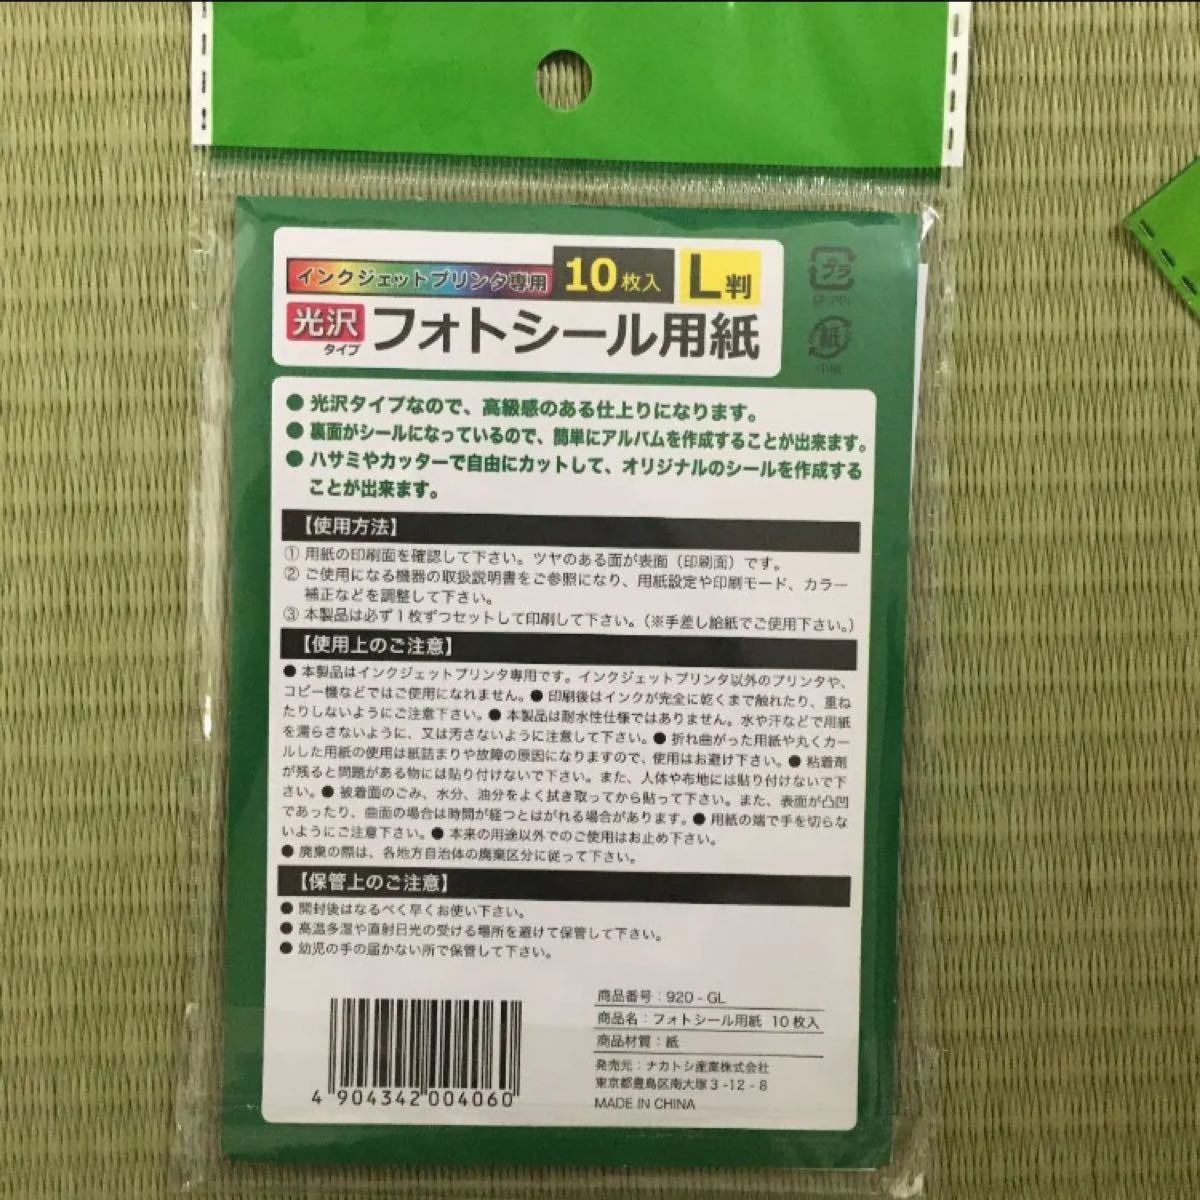 インクジェットプリンタ専用 10枚入 L判
光沢タイプ フォトシール用紙
プラ
紙
● 光沢タイプなので、高級感のある仕上りになります。
● 裏面がシールになっているので、簡単にアルバムを作成することが出来ます。
● ハサミやカッターで自由にカットして、オリジナルのシールを作成する
ことが出来ます。
【使用方法】
① 用紙の印刷面を確認して下さい。ツヤのある面が表面（印刷面）です。
② ご使用になる機器の取扱説明書をご参照になり、用紙設定や印刷モード、カラー
補正などを調整して下さい。
③ 本製品は必ず1枚ずつセットして印刷して下さい。（※手差し給紙でご使用下さい。）
【使用上のご注意】
● 本製品はインクジェットプリンタ専用です。インクジェットプリンタ以外のプリンタや、
コピー機などではご使用になれません。● 印刷後はインクが完全に乾くまで触れたり、重ね
たりしないようにご注意下さい。● 本製品は耐水性仕様ではありません。水や汗などで用紙
を濡らさないように、又は汚さないように注意して下さい。● 折れ曲がった用紙や丸くカー
ルした用紙の使用は紙詰まりや故障の原因になりますので、使用はお避け下さい。● 粘着剤
が残ると問題がある物には貼り付けないで下さい。また、人体や布地には貼り付けないで下
さい。● 被着面のごみ、水分、油分をよく拭き取ってから貼って下さい。また、表面が凸凹
であったり、曲面の場合は時間が経つとはがれる場合があります。● 用紙の端で手を切らな
いようにご注意下さい。● 本来の用途以外でのご使用はお止め下さい。
● 廃棄の際は、各地方自治体の廃棄区分に従って下さい。
【保管上のご注意】
● 開封後はなるべく早くお使い下さい。
● 高温多湿や直射日光の受ける場所を避けて保管して下さい。
● 幼児の手の届かない所で保管して下さい。
商品番号：920-GL
商品名：フォトシール用紙 10枚入
商品材質：紙
発売元：ナカトシ産業株式会社
東京都豊島区南大塚3-12-8
MADE IN CHINA
4 904342 004060